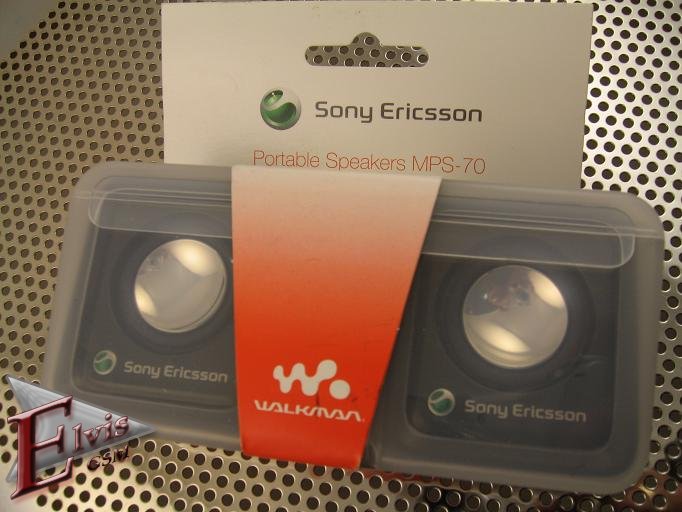 Sony Ericsson
Portable Speakers MPS-70
Sony Ericsson
Sony Ericsson
WALKMAN
Elvis
GSM